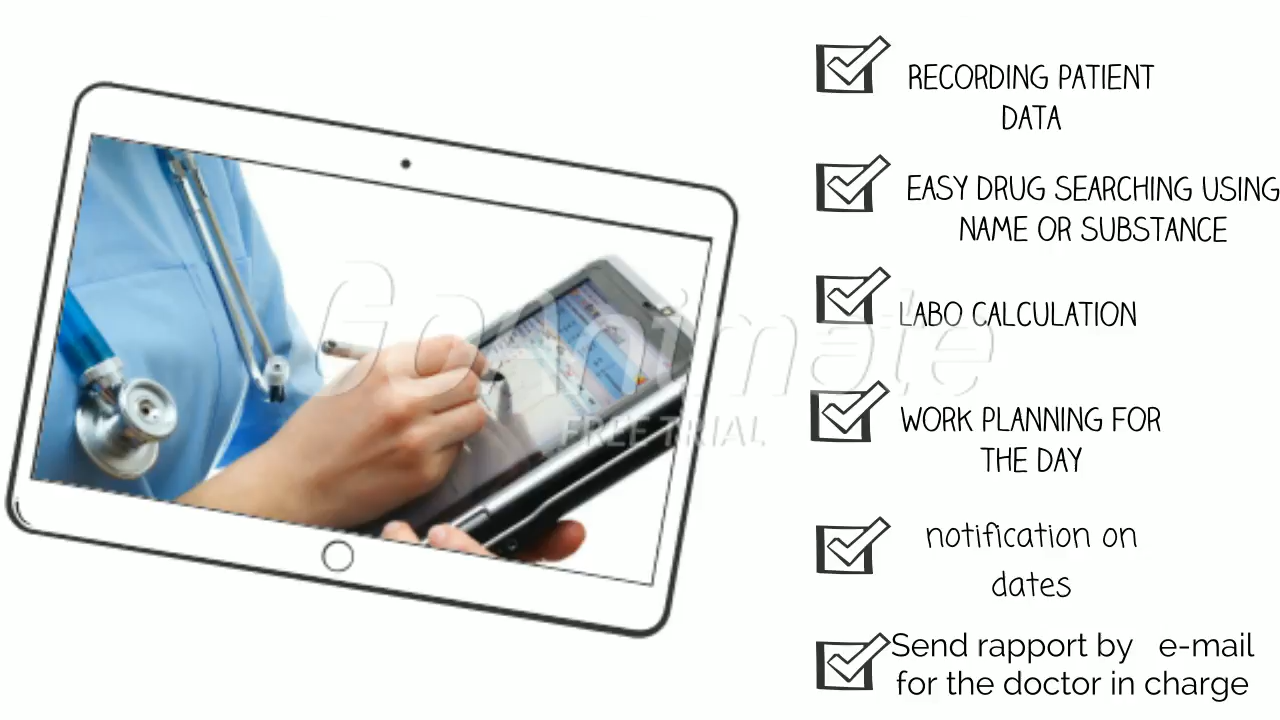 RECORDING PATIENT
DATA
EASY DRUG SEARCHING USING
NAME OR SUBSTANCE
LABO CALCULATION
WORK PLANNING FOR
THE DAY
notification on
dates
Send rapport by e-mail
for the doctor in charge
GoAnimate
FREE TRIAL